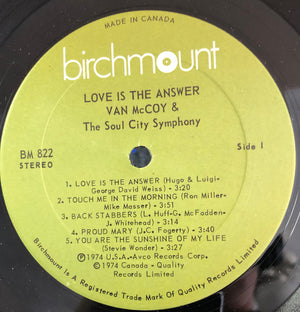 MADE IN CANADA
birchmount
LOVE IS THE ANSWER
VAN McCOY &
The Soul City Symphony
BM 822
STEREO
Side I
1. LOVE IS THE ANSWER (Hugo & Luigi-
George David Weiss) - 3:20
2. TOUCH ME IN THE MORNING (Ron Miller-
Mike Masser) - 3:51
3. BACK STABBERS (L. Huff-G. McFadden-
J. Whitehead) - 3:14
4. PROUD MARY (J.C. Fogerty) - 3:40
5. YOU ARE THE SUNSHINE OF MY LIFE
(Stevie Wonder) - 3:27
℗ 1974 U.S.A.-Avco Records Corp.
© 1974 Canada - Quality
Records Limited
Birchmount Is A Registered Trade Mark Of Quality Records Limited